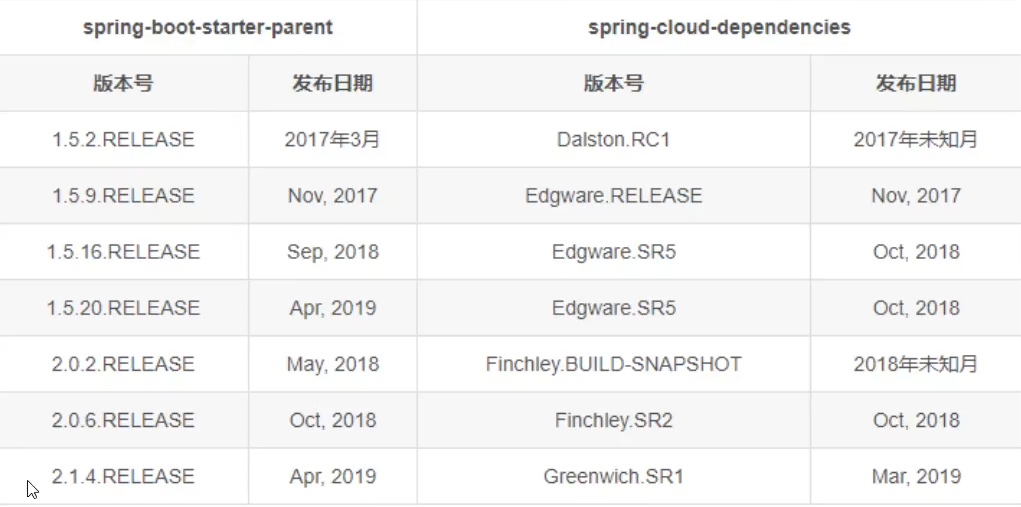 spring-boot-starter-parent spring-cloud-dependencies
版本号 发布日期 版本号 发布日期
1.5.2.RELEASE 2017年3月 Dalston.RC1 2017年未知月
1.5.9.RELEASE Nov, 2017 Edgware.RELEASE Nov, 2017
1.5.16.RELEASE Sep, 2018 Edgware.SR5 Oct, 2018
1.5.20.RELEASE Apr, 2019 Edgware.SR5 Oct, 2018
2.0.2.RELEASE May, 2018 Finchley.BUILD-SNAPSHOT 2018年未知月
2.0.6.RELEASE Oct, 2018 Finchley.SR2 Oct, 2018
2.1.4.RELEASE Apr, 2019 Greenwich.SR1 Mar, 2019